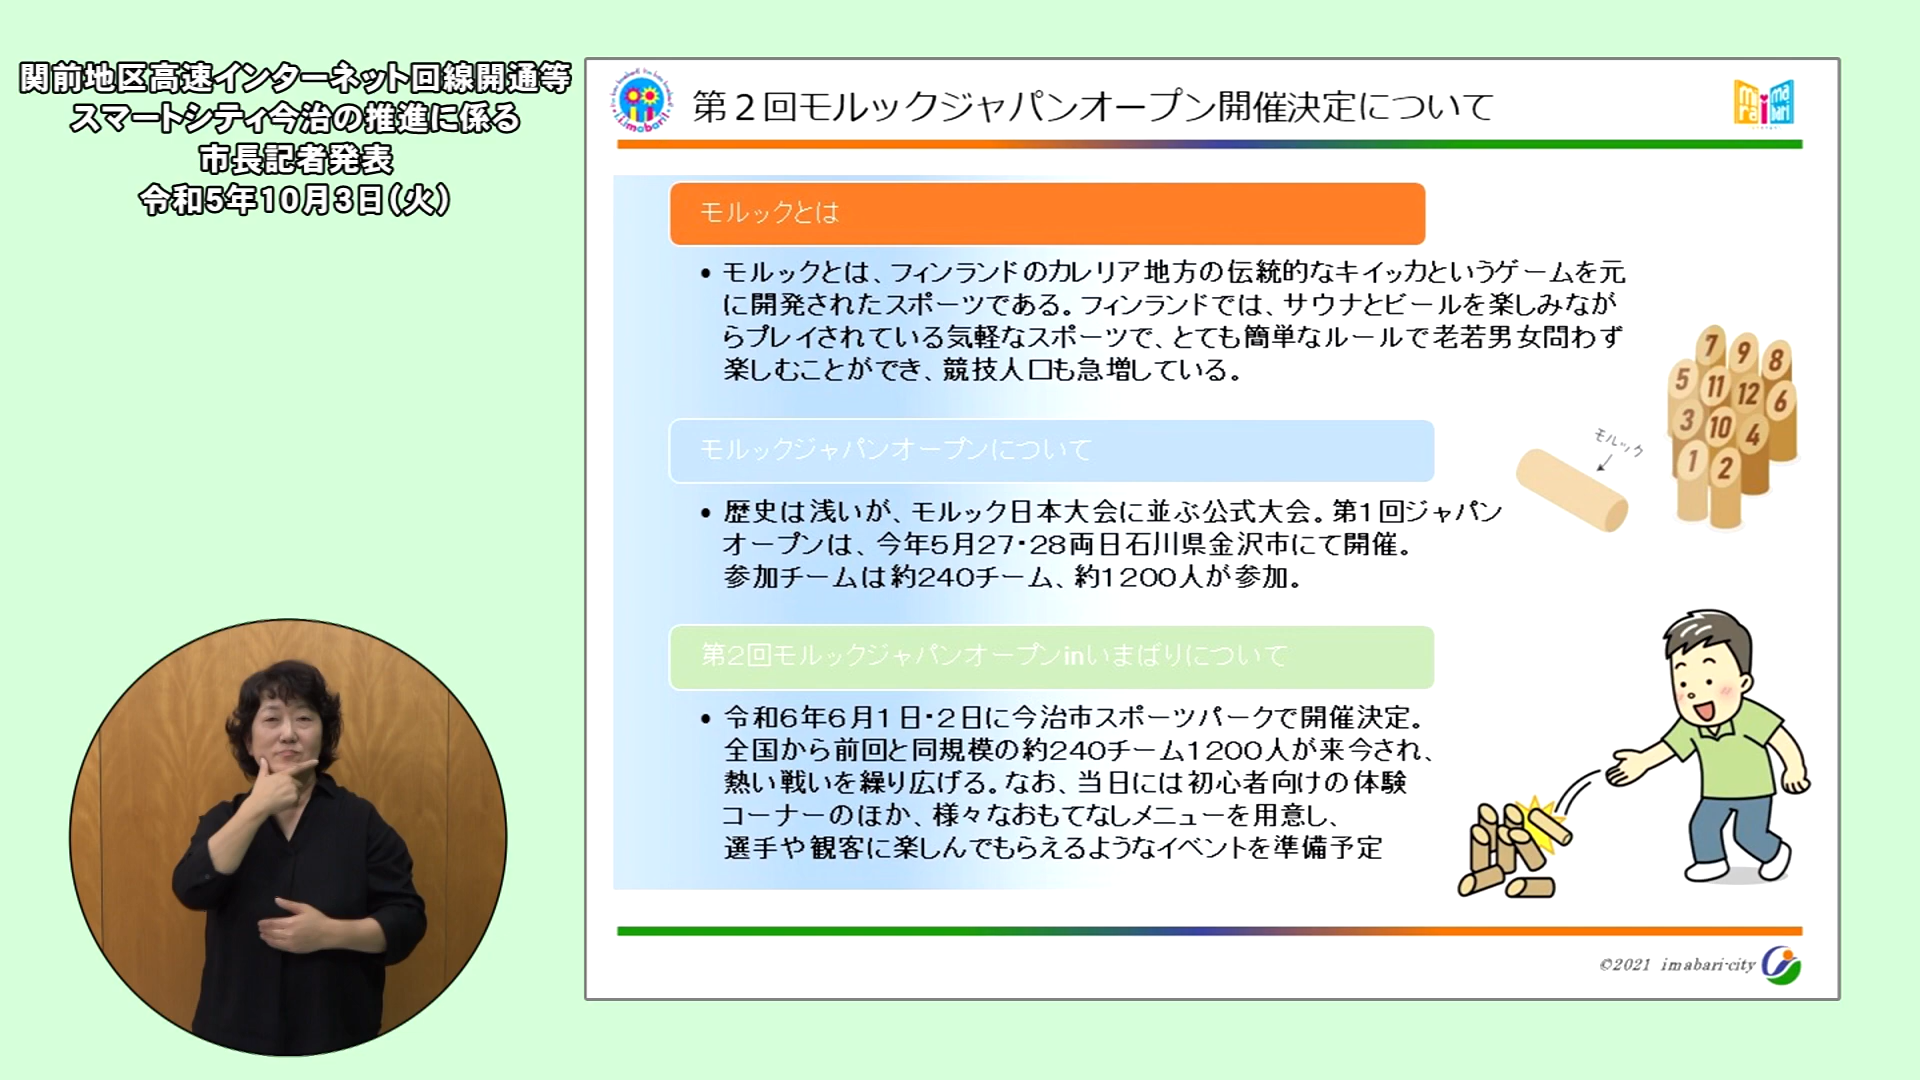 関前地区高速インターネット回線開通等
スマートシティ今治の推進に係る
市長記者発表
令和5年10月3日(火)
第２回モルックジャパンオープン開催決定について
モルックとは
• モルックとは、フィンランドのカレリア地方の伝統的なキイッカというゲームを元
に開発されたスポーツである。フィンランドでは、サウナとビールを楽しみなが
らプレイされている気軽なスポーツで、とても簡単なルールで老若男女問わず
楽しむことができ、競技人口も急増している。
モルックジャパンオープンについて
• 歴史は浅いが、モルック日本大会に並ぶ公式大会。第１回ジャパン
オープンは、今年５月27・28両日石川県金沢市にて開催。
参加チームは約240チーム、約1200人が参加。
第2回モルックジャパンオープンinいまばりについて
• 令和６年６月１日・２日に今治市スポーツパークで開催決定。
全国から前回と同規模の約240チーム1200人が来今され、
熱い戦いを繰り広げる。なお、当日には初心者向けの体験
コーナーのほか、様々なおもてなしメニューを用意し、
選手や観客に楽しんでもらえるようなイベントを準備予定
モルック
7 9 8
5 11 12 6
3 10 4
1 2
©2021 imabari-city